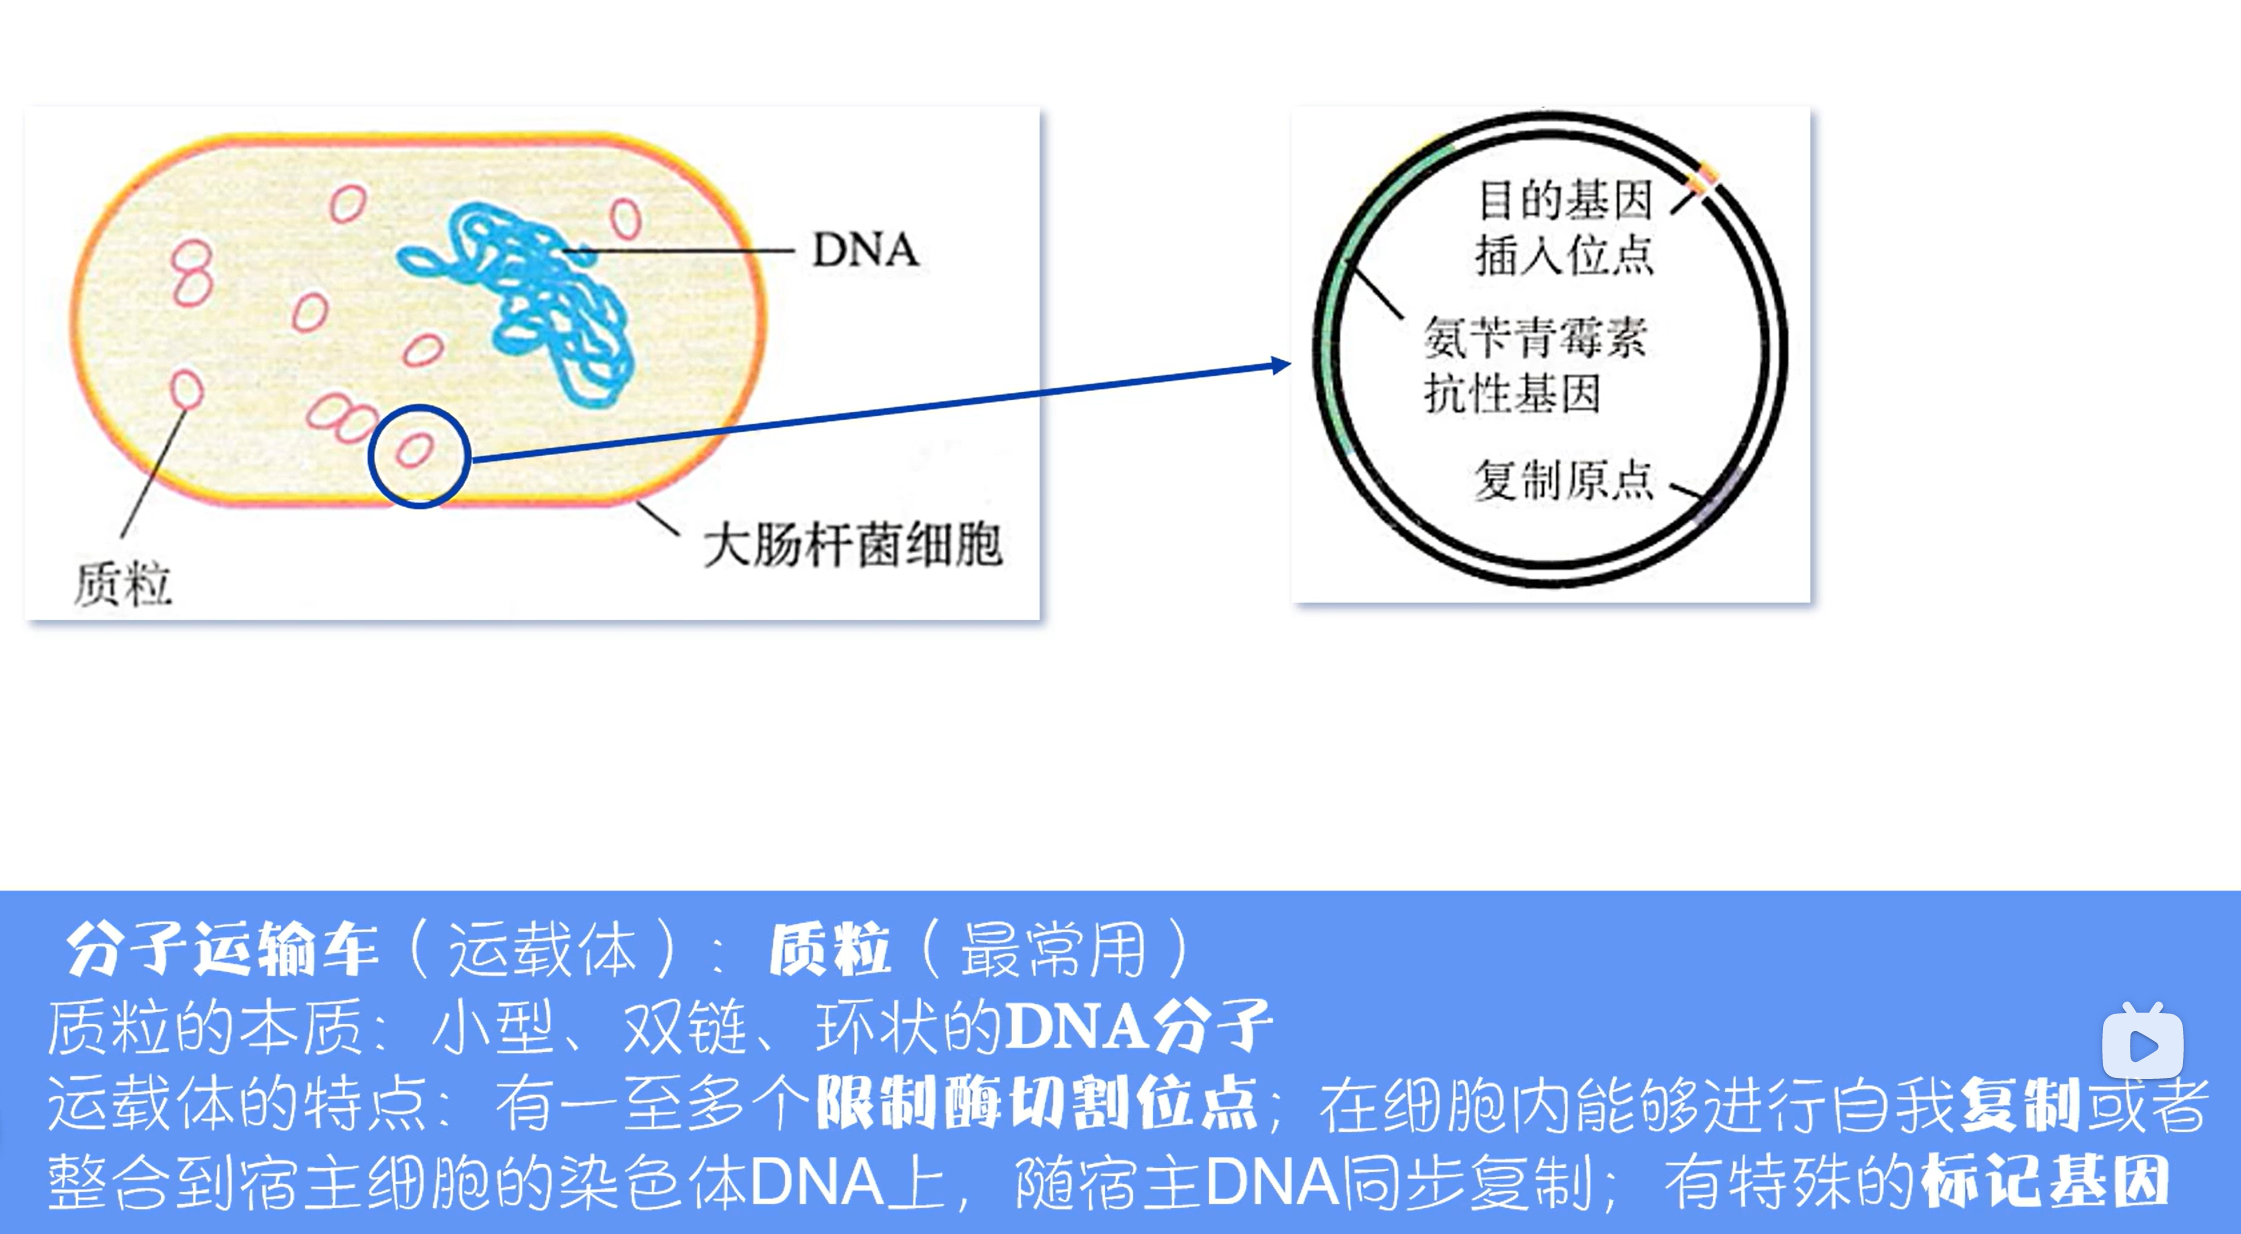 DNA
质粒
大肠杆菌细胞
目的基因
插入位点
氨苄青霉素
抗性基因
复制原点
分子运输车（运载体）：质粒（最常用）
质粒的本质：小型、双链、环状的DNA分子
运载体的特点：有一至多个限制酶切割位点；在细胞内能够进行自我复制或者
整合到宿主细胞的染色体DNA上，随宿主DNA同步复制；有特殊的标记基因